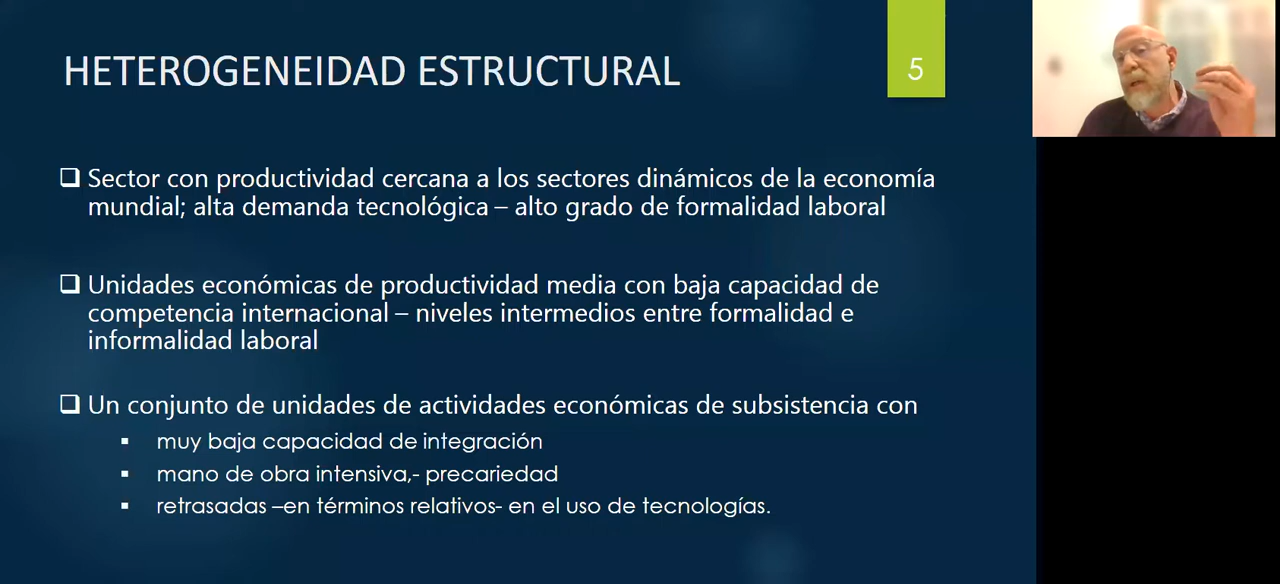 HETEROGENEIDAD ESTRUCTURAL
5
❑ Sector con productividad cercana a los sectores dinámicos de la economía
mundial; alta demanda tecnológica – alto grado de formalidad laboral
❑ Unidades económicas de productividad media con baja capacidad de
competencia internacional – niveles intermedios entre formalidad e
informalidad laboral
❑ Un conjunto de unidades de actividades económicas de subsistencia con
▪ muy baja capacidad de integración
▪ mano de obra intensiva,- precariedad
▪ retrasadas –en términos relativos- en el uso de tecnologías.